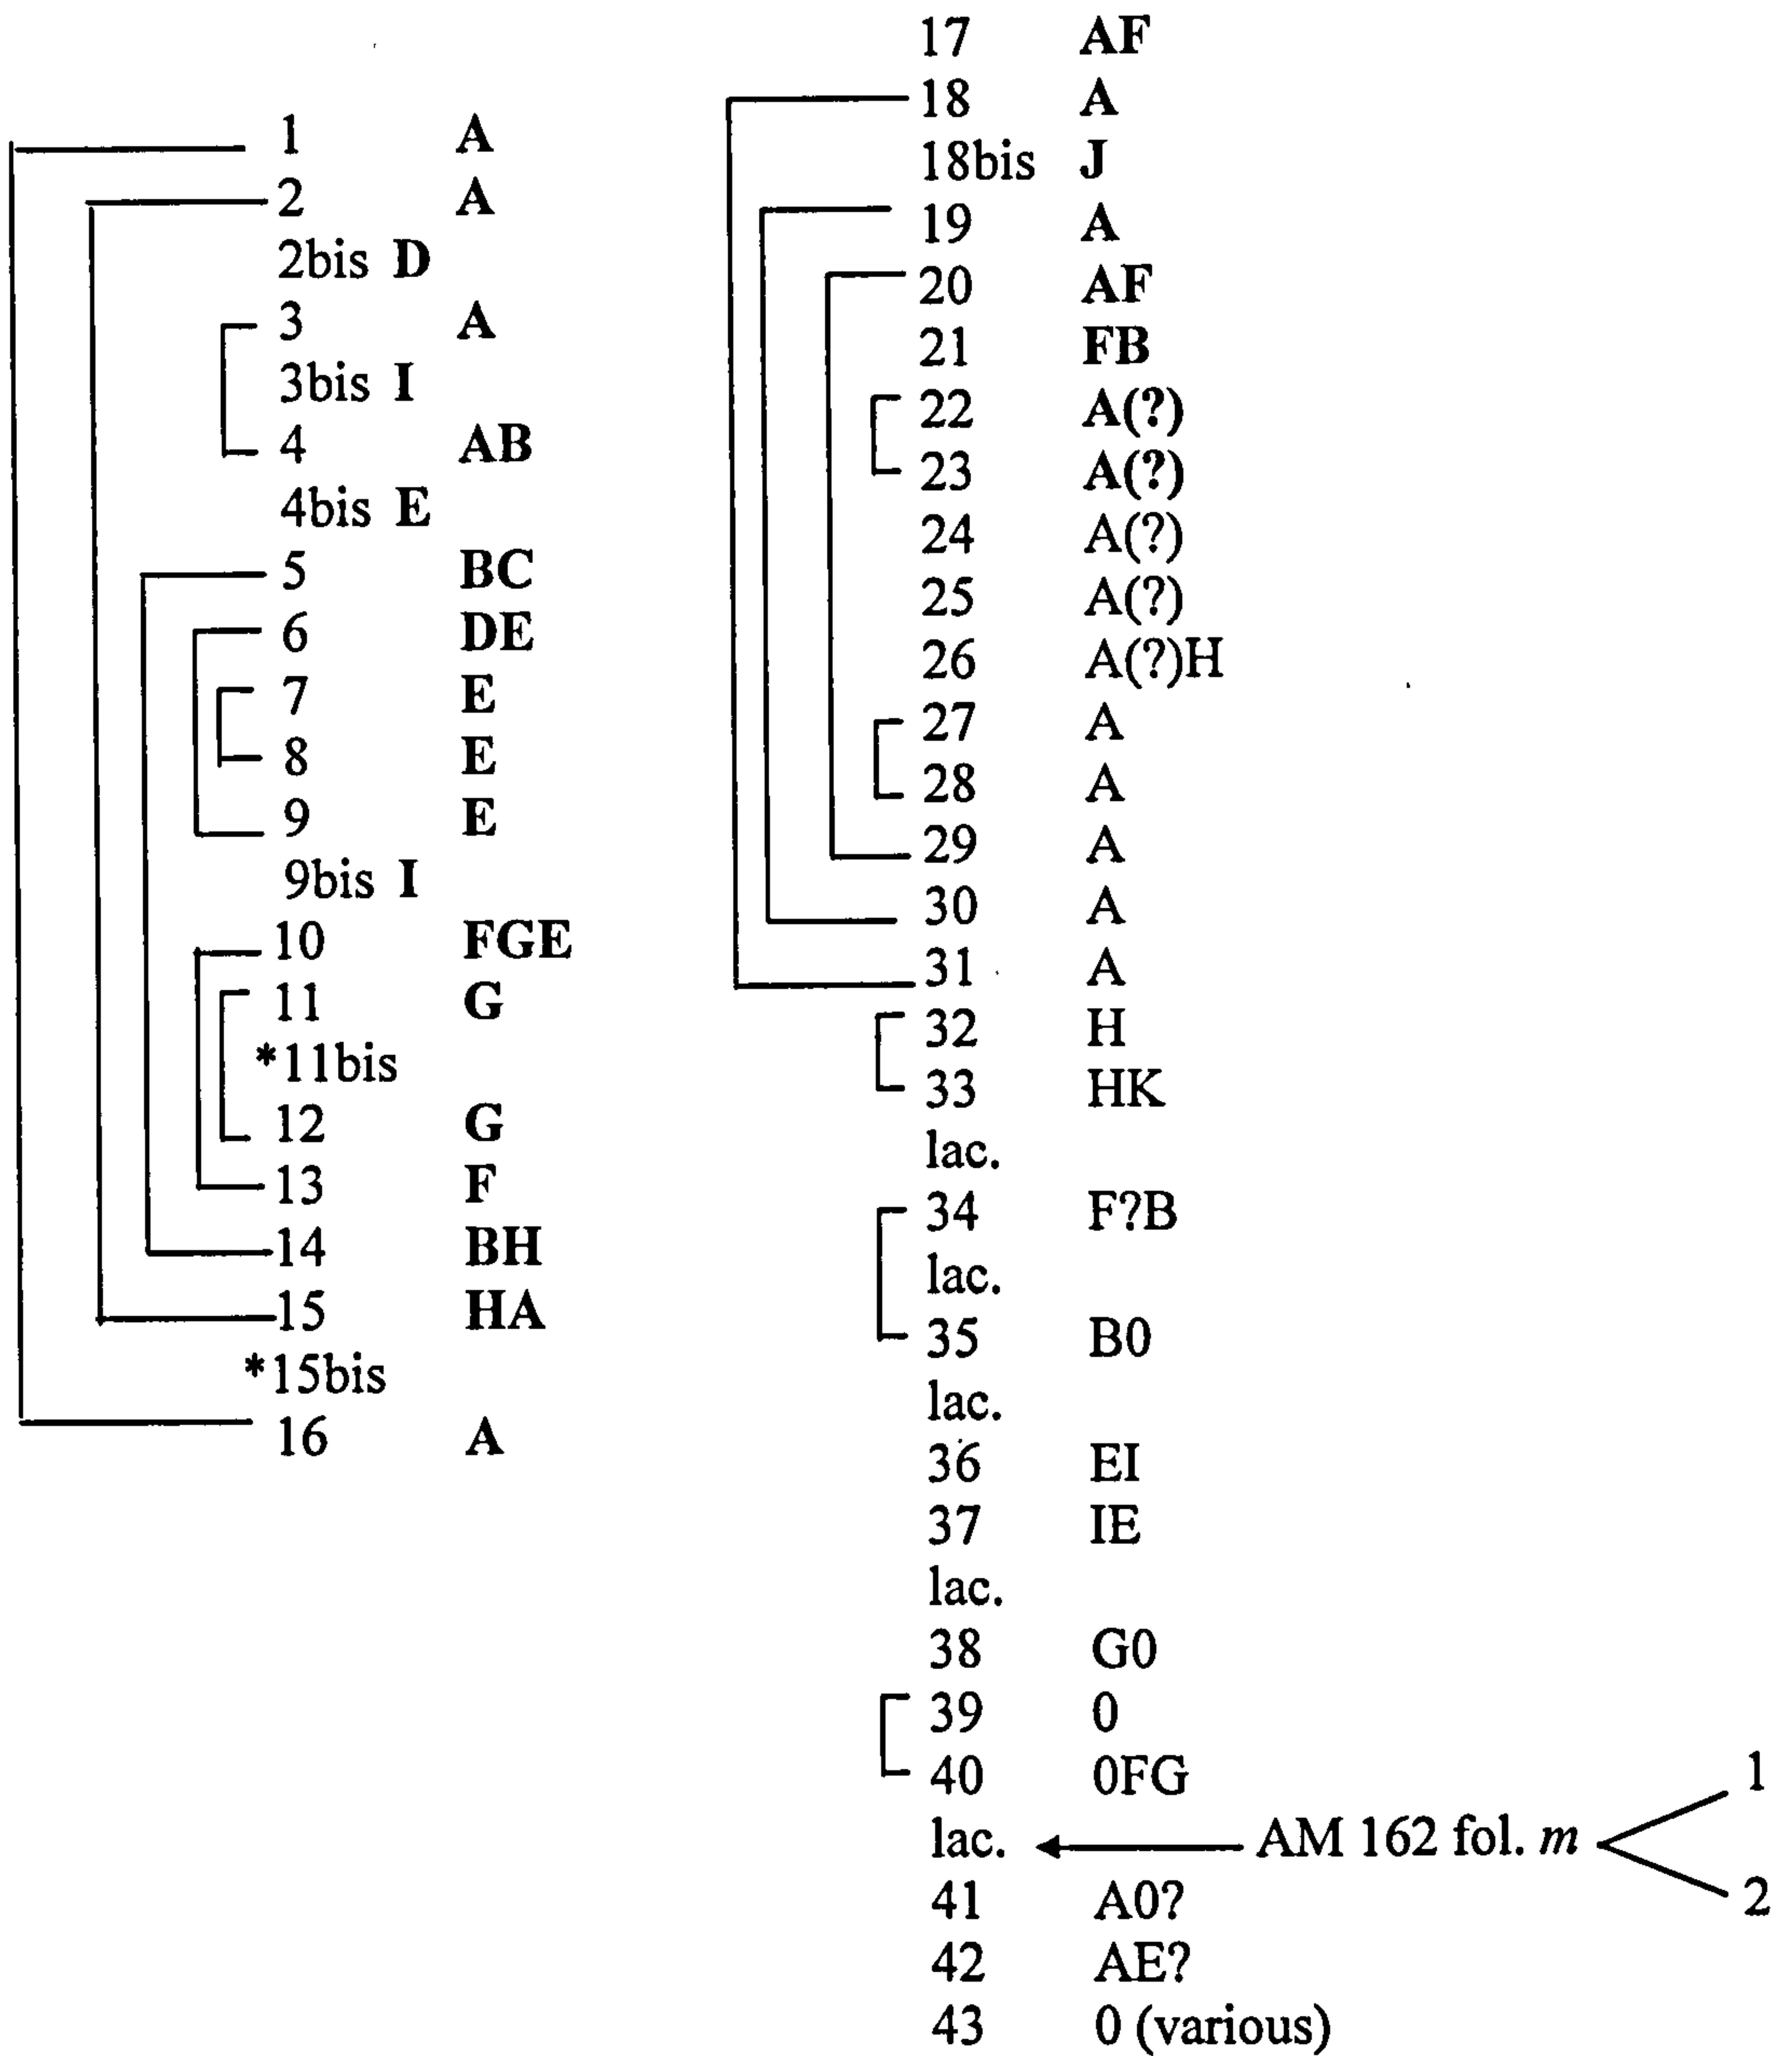 1 A
2 A
2bis D
3 A
3bis I
4 AB
4bis E
5 BC
6 DE
7 E
8 E
9 E
9bis I
10 FGE
11 G
*11bis
12 G
13 F
14 BH
15 HA
*15bis
16 A
17 AF
18 A
18bis J
19 A
20 AF
21 FB
22 A(?)
23 A(?)
24 A(?)
25 A(?)
26 A(?)H
27 A
28 A
29 A
30 A
31 A
32 H
33 HK
lac.
34 F?B
lac.
35 B0
lac.
36 EI
37 IE
lac.
38 G0
39 0
40 0FG
lac. AM 162 fol. m
1
2
41 A0?
42 AE?
43 0 (various)